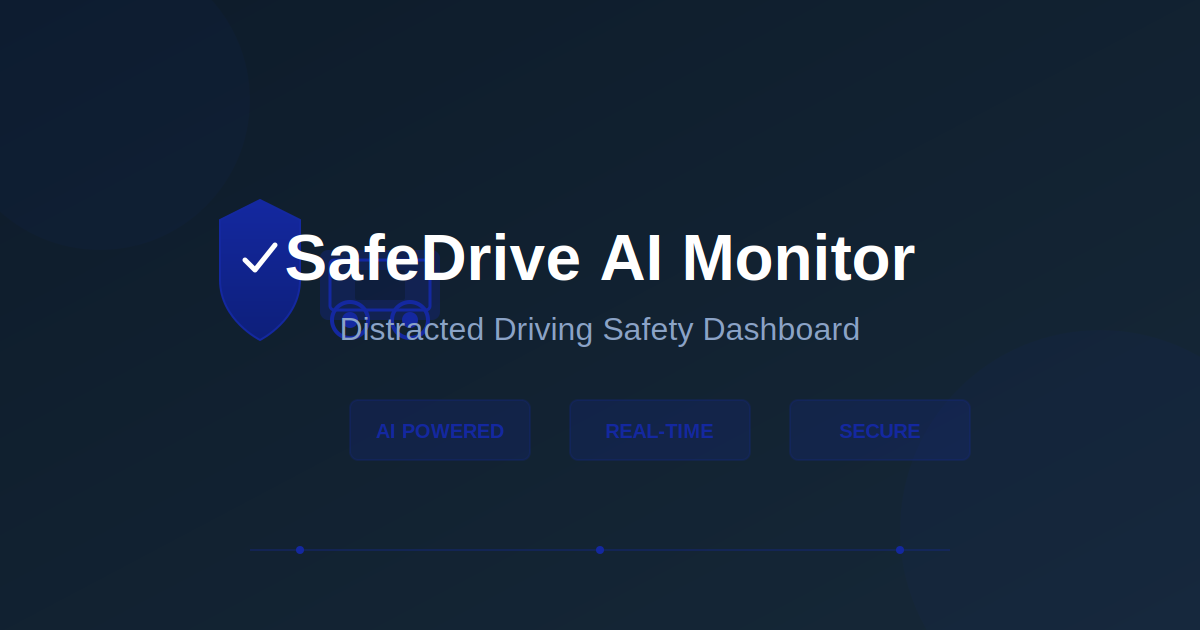 SafeDrive AI Monitor
Distracted Driving Safety Dashboard
AI POWERED
REAL-TIME
SECURE